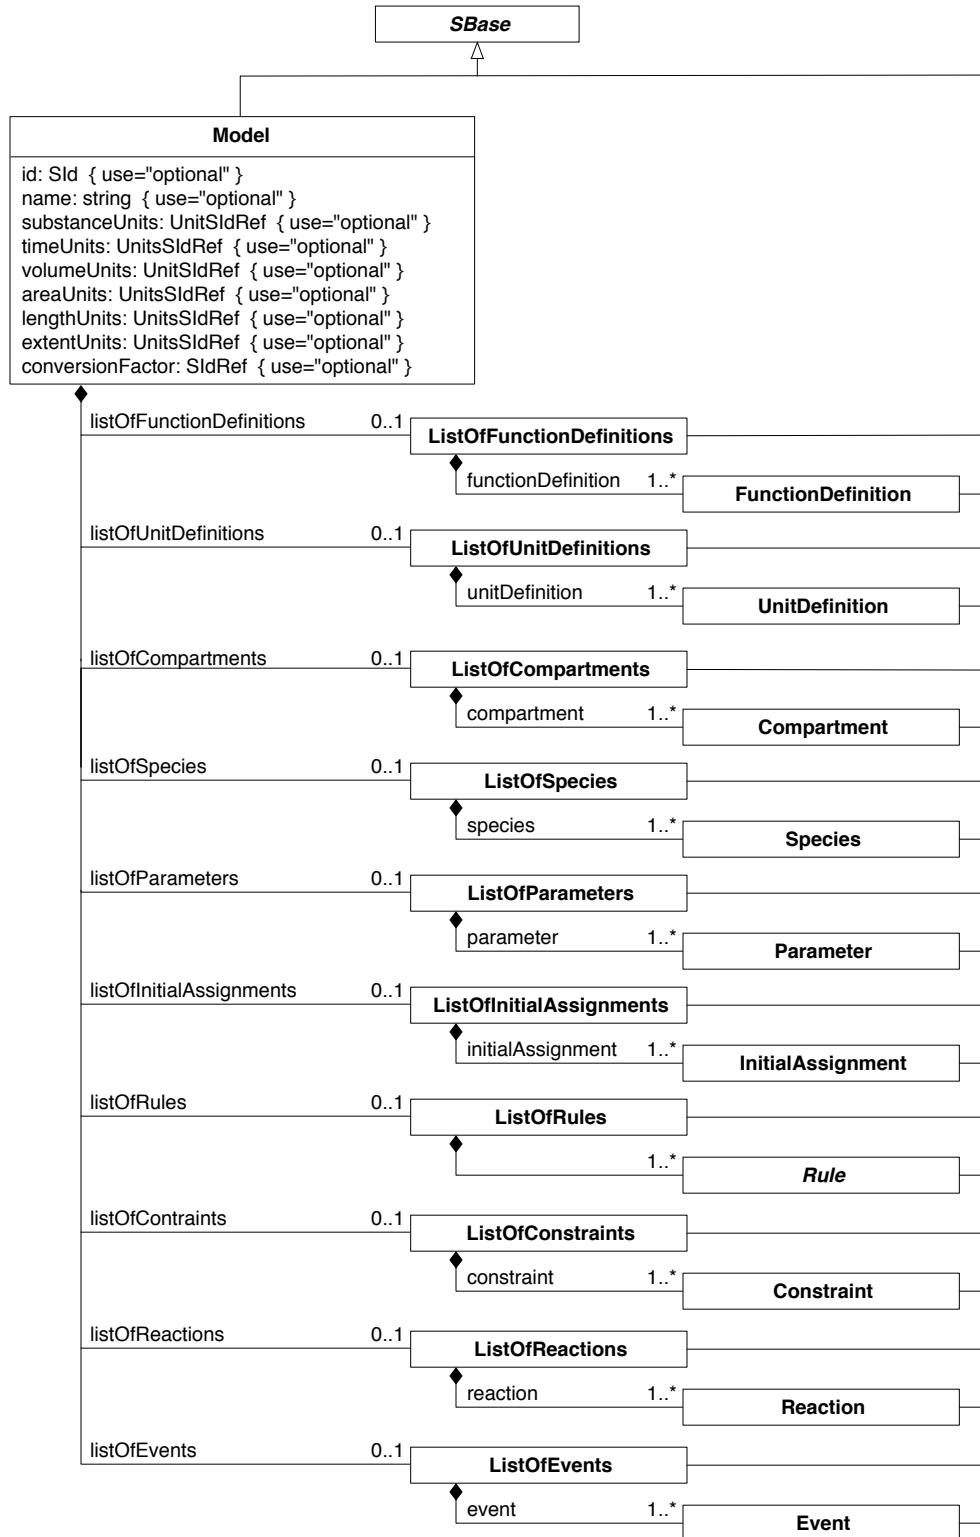 SBase
Model
id: SId { use="optional" }
name: string { use="optional" }
substanceUnits: UnitSIdRef { use="optional" }
timeUnits: UnitsSIdRef { use="optional" }
volumeUnits: UnitSIdRef { use="optional" }
areaUnits: UnitsSIdRef { use="optional" }
lengthUnits: UnitsSIdRef { use="optional" }
extentUnits: UnitsSIdRef { use="optional" }
conversionFactor: SIdRef { use="optional" }
listOfFunctionDefinitions 0..1 ListOfFunctionDefinitions
functionDefinition 1..* FunctionDefinition
listOfUnitDefinitions 0..1 ListOfUnitDefinitions
unitDefinition 1..* UnitDefinition
listOfCompartments 0..1 ListOfCompartments
compartment 1..* Compartment
listOfSpecies 0..1 ListOfSpecies
species 1..* Species
listOfParameters 0..1 ListOfParameters
parameter 1..* Parameter
listOfInitialAssignments 0..1 ListOfInitialAssignments
initialAssignment 1..* InitialAssignment
listOfRules 0..1 ListOfRules
1..* Rule
listOfContraints 0..1 ListOfConstraints
constraint 1..* Constraint
listOfReactions 0..1 ListOfReactions
reaction 1..* Reaction
listOfEvents 0..1 ListOfEvents
event 1..* Event